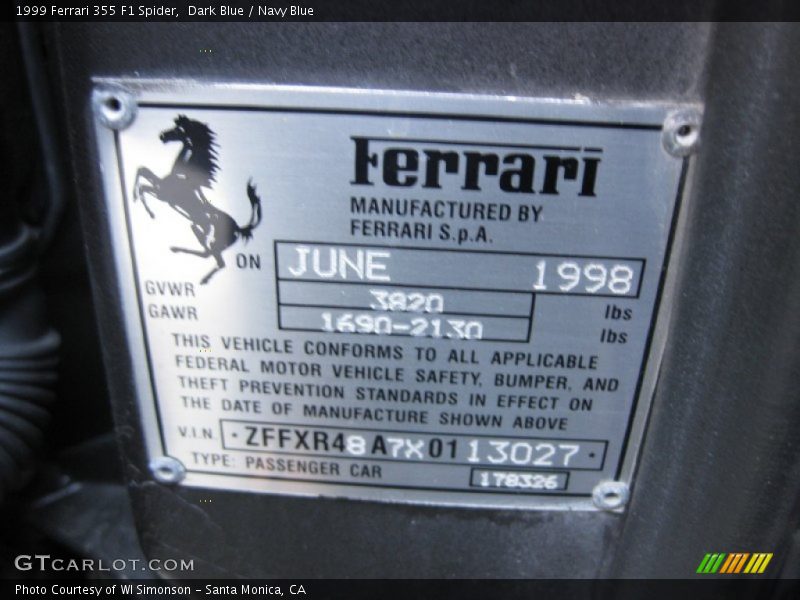 1999 Ferrari 355 F1 Spider,  Dark Blue / Navy Blue
Ferrari
MANUFACTURED BY
FERRARI S.p.A.
ON JUNE 1998
GVWR 3820 lbs
GAWR 1690-2130 lbs
THIS VEHICLE CONFORMS TO ALL APPLICABLE
FEDERAL MOTOR VEHICLE SAFETY, BUMPER, AND
THEFT PREVENTION STANDARDS IN EFFECT ON
THE DATE OF MANUFACTURE SHOWN ABOVE
V.I.N. ·ZFFXR48A7X0113027·
TYPE: PASSENGER CAR 178326
GTCARLOT.COM
Photo Courtesy of WI Simonson – Santa Monica, CA